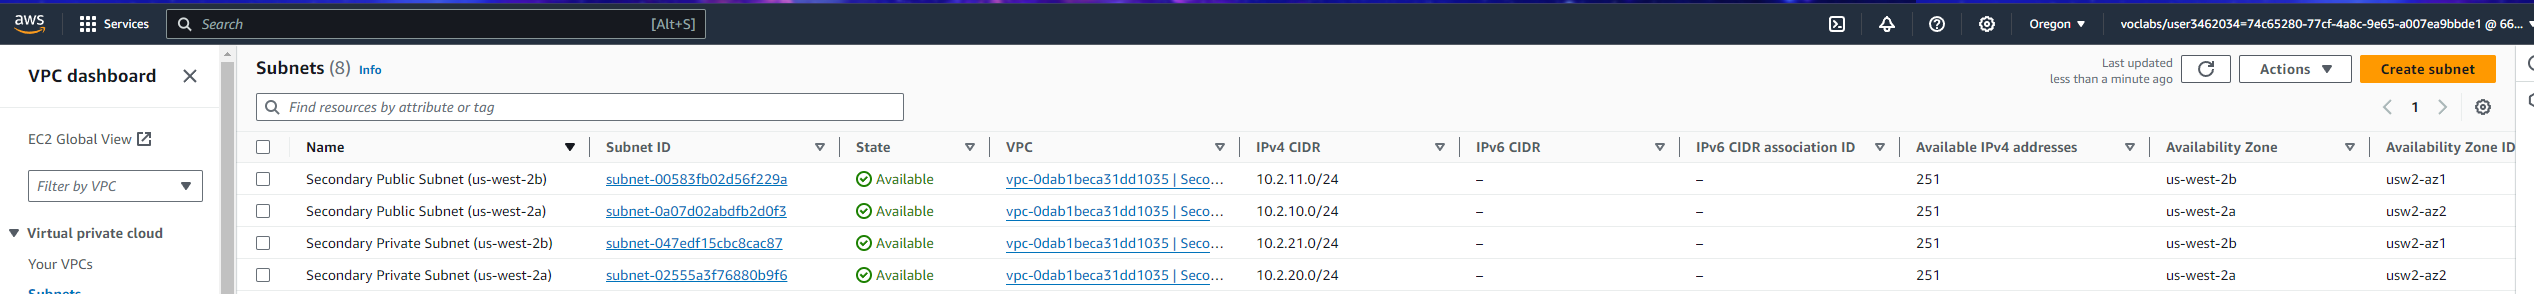 aws Services Search [Alt+S] Oregon ▼ voclabs/user3462034=74c65280-77cf-4a8c-9e65-a007ea9bbde1 @ 66...
VPC dashboard
EC2 Global View
Filter by VPC
Virtual private cloud
Your VPCs
Subnets
Subnets (8) Info
Last updated
less than a minute ago
Actions
Create subnet
Find resources by attribute or tag
1
Name Subnet ID State VPC IPv4 CIDR IPv6 CIDR IPv6 CIDR association ID Available IPv4 addresses Availability Zone Availability Zone ID
Secondary Public Subnet (us-west-2b) subnet-00583fb02d56f229a Available vpc-0dab1beca31dd1035 | Seco... 10.2.11.0/24 – – 251 us-west-2b usw2-az1
Secondary Public Subnet (us-west-2a) subnet-0a07d02abdfb2d0f3 Available vpc-0dab1beca31dd1035 | Seco... 10.2.10.0/24 – – 251 us-west-2a usw2-az2
Secondary Private Subnet (us-west-2b) subnet-047edf15cbc8cac87 Available vpc-0dab1beca31dd1035 | Seco... 10.2.21.0/24 – – 251 us-west-2b usw2-az1
Secondary Private Subnet (us-west-2a) subnet-02555a3f76880b9f6 Available vpc-0dab1beca31dd1035 | Seco... 10.2.20.0/24 – – 251 us-west-2a usw2-az2